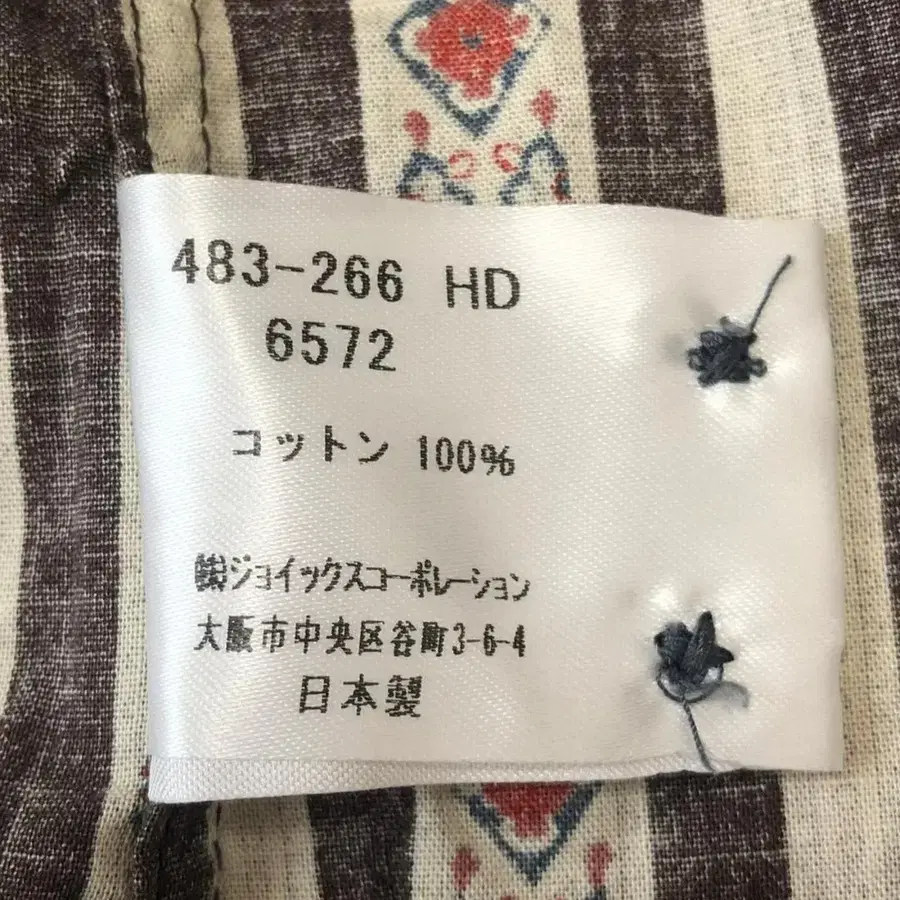 483-266 HD
6572
コットン 100%
㈱ジョイックスコーポレーション
大阪市中央区谷町3-6-4
日本製